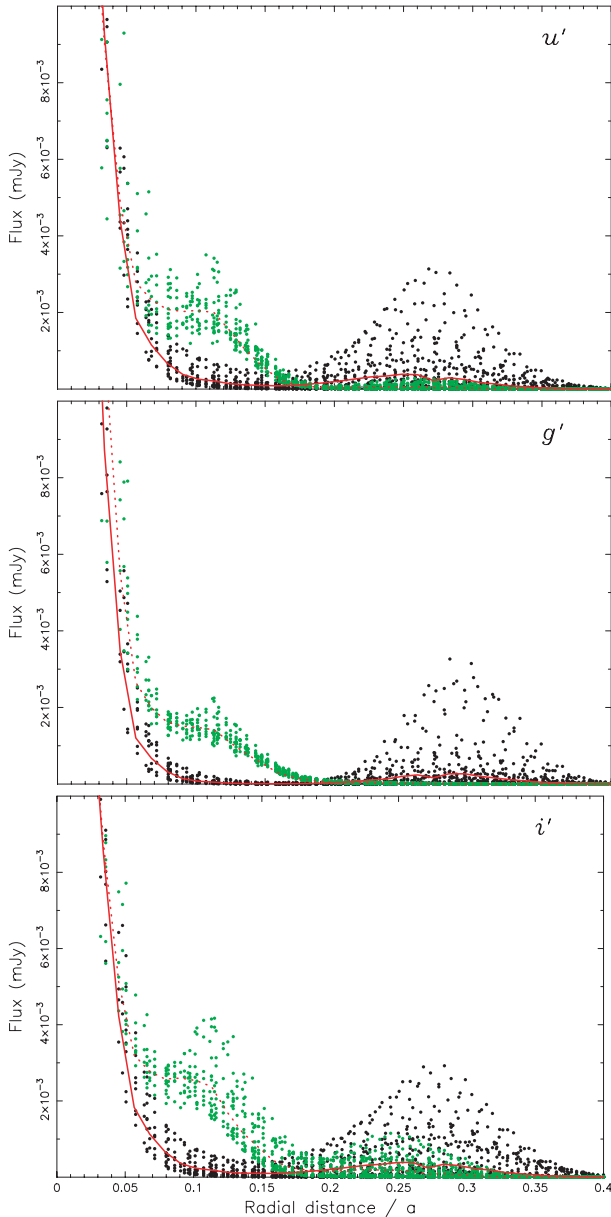 u′
8×10⁻³
6×10⁻³
4×10⁻³
2×10⁻³
Flux (mJy)
g′
8×10⁻³
6×10⁻³
4×10⁻³
2×10⁻³
Flux (mJy)
i′
8×10⁻³
6×10⁻³
4×10⁻³
2×10⁻³
Flux (mJy)
0 0.05 0.1 0.15 0.2 0.25 0.3 0.35 0.4
Radial distance / a